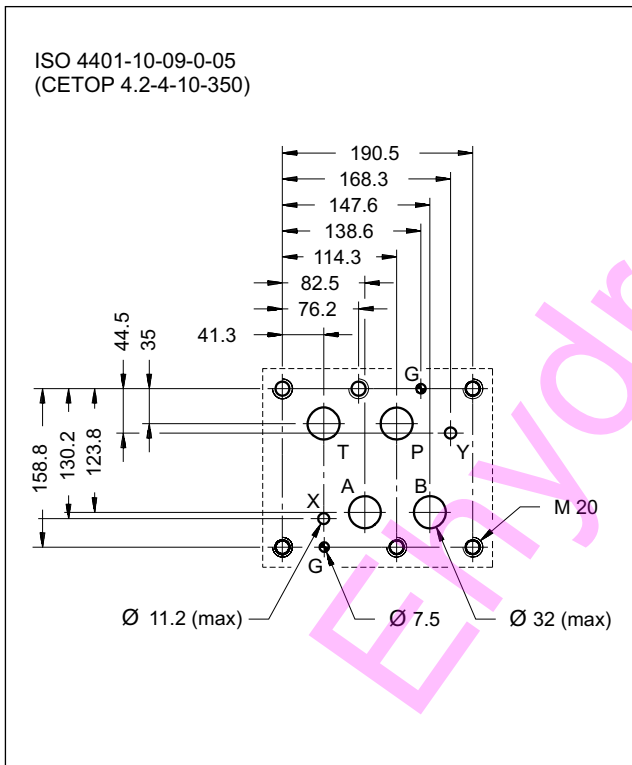 ISO 4401-10-09-0-05
(CETOP 4.2-4-10-350)
190.5
168.3
147.6
138.6
114.3
82.5
76.2
41.3
44.5
35
158.8
130.2
123.8
G
T
P
Y
A
B
X
G
M 20
Ø 11.2 (max)
Ø 7.5
Ø 32 (max)
Ehydr